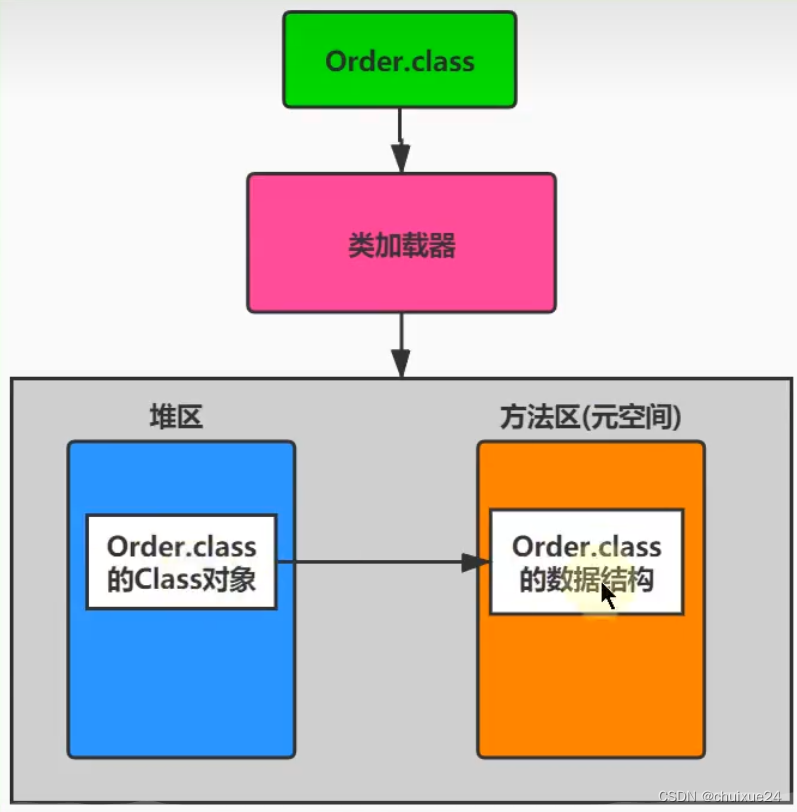 Order.class
类加载器
堆区
方法区(元空间)
Order.class
的Class对象
Order.class
的数据结构
CSDN @chuixue24